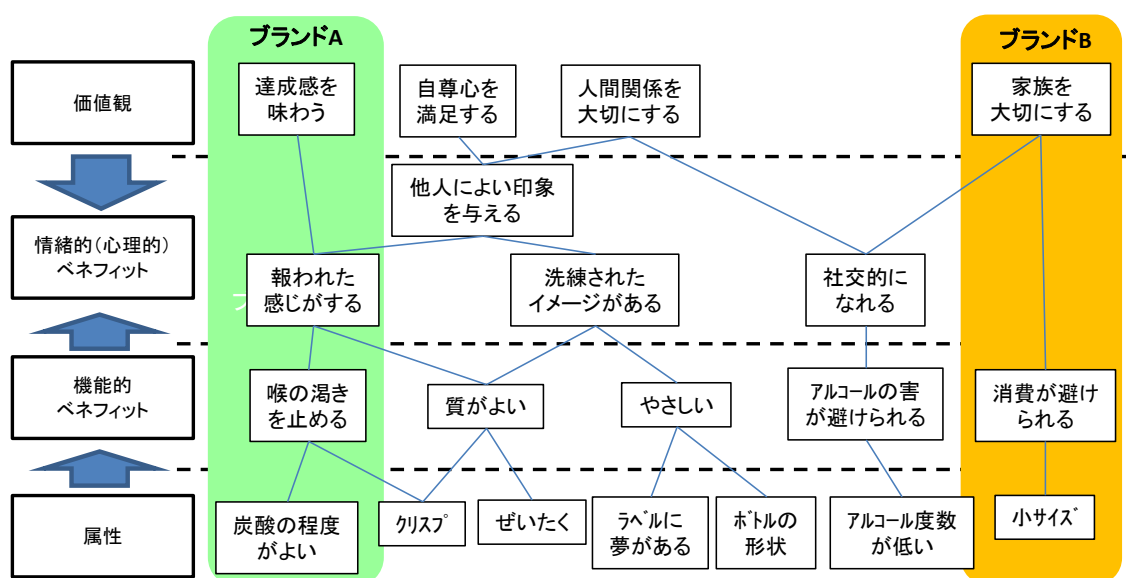 ブランドA
ブランドB
価値観
達成感を
味わう
自尊心を
満足する
人間関係を
大切にする
家族を
大切にする
他人によい印象
を与える
情緒的(心理的)
ベネフィット
報われた
感じがする
洗練された
イメージがある
社交的に
なれる
機能的
ベネフィット
喉の渇き
を止める
質がよい
やさしい
アルコールの害
が避けられる
消費が避け
られる
属性
炭酸の程度
がよい
クリスプ
ぜいたく
ラベルに
夢がある
ボトルの
形状
アルコール度数
が低い
小サイズ